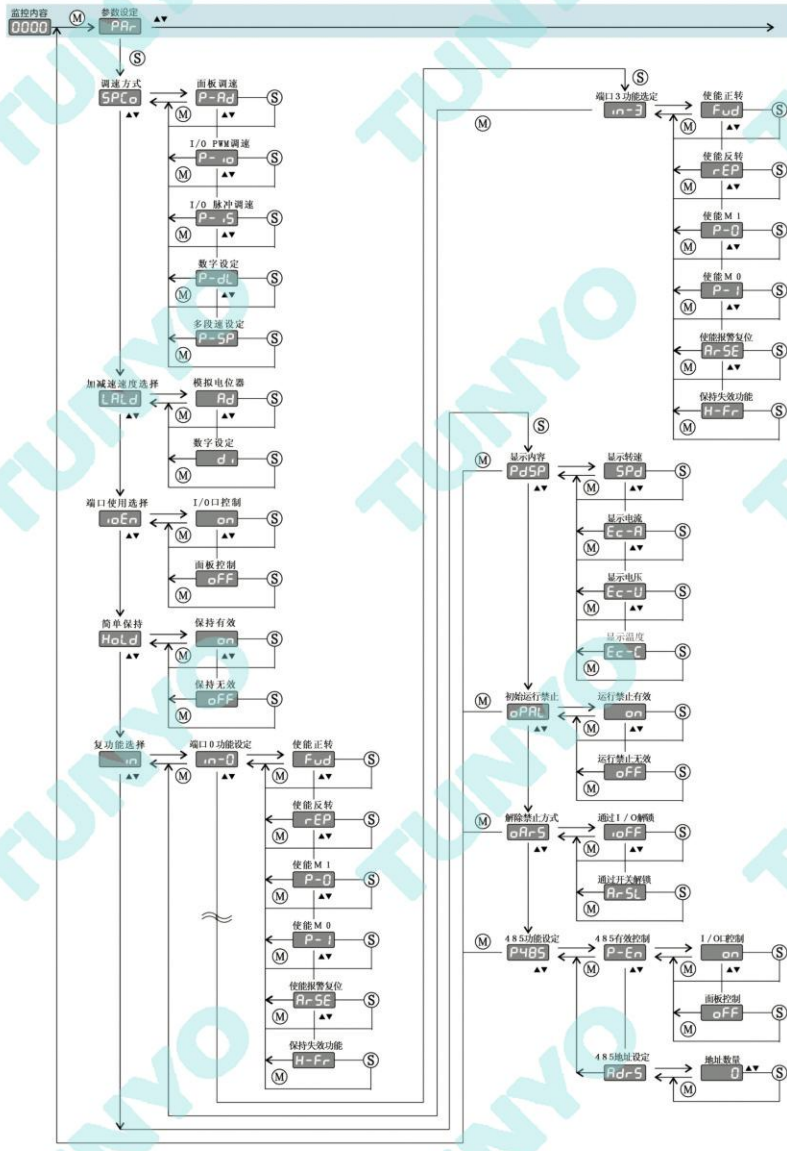 监控内容
0000
M
参数设定
PAr
▲▼
S
调速方式
SPCo
▲▼
面板调速
P-Ad
▲▼
M
S
I/O PWM调速
P-io
▲▼
M
S
I/O 脉冲调速
P-iS
▲▼
M
S
数字设定
P-dL
▲▼
M
S
多段速设定
P-SP
M
S
加减速速度选择
LALd
▲▼
模拟电位器
Ad
▲▼
M
S
数字设定
di
M
S
端口使用选择
ioEn
▲▼
I/O口控制
on
▲▼
M
S
面板控制
oFF
M
S
简单保持
HoLd
▲▼
保持有效
on
▲▼
M
S
保持无效
oFF
M
S
复功能选择
in
▲▼
端口0功能设定
in-0
▲▼
M
使能正转
Fud
▲▼
M
S
使能反转
rEP
▲▼
M
S
使能M1
P-0
▲▼
M
S
使能M0
P-1
▲▼
M
S
使能报警复位
ArSE
▲▼
M
S
保持失效功能
H-Fr
M
S
S
端口3功能选定
in-3
M
使能正转
Fud
▲▼
M
S
使能反转
rEP
▲▼
M
S
使能M1
P-0
▲▼
M
S
使能M0
P-1
▲▼
M
S
使能报警复位
ArSE
▲▼
M
S
保持失效功能
H-Fr
M
S
S
M
显示内容
PdSP
▲▼
显示转速
SPd
▲▼
M
S
显示电流
Ec-A
▲▼
M
S
显示电压
Ec-U
▲▼
M
S
显示温度
Ec-C
M
S
M
初始运行禁止
oPAL
▲▼
运行禁止有效
on
▲▼
M
S
运行禁止无效
oFF
M
S
M
解除禁止方式
oArS
▲▼
通过I/O解锁
ioFF
▲▼
M
S
通过开关解锁
ArSL
M
S
M
485功能设定
P485
▲▼
485有效控制
P-En
▲▼
M
I/O口控制
on
▲▼
M
S
面板控制
oFF
M
S
485地址设定
AdrS
地址数量
0
▲▼
M
S
TUNYO